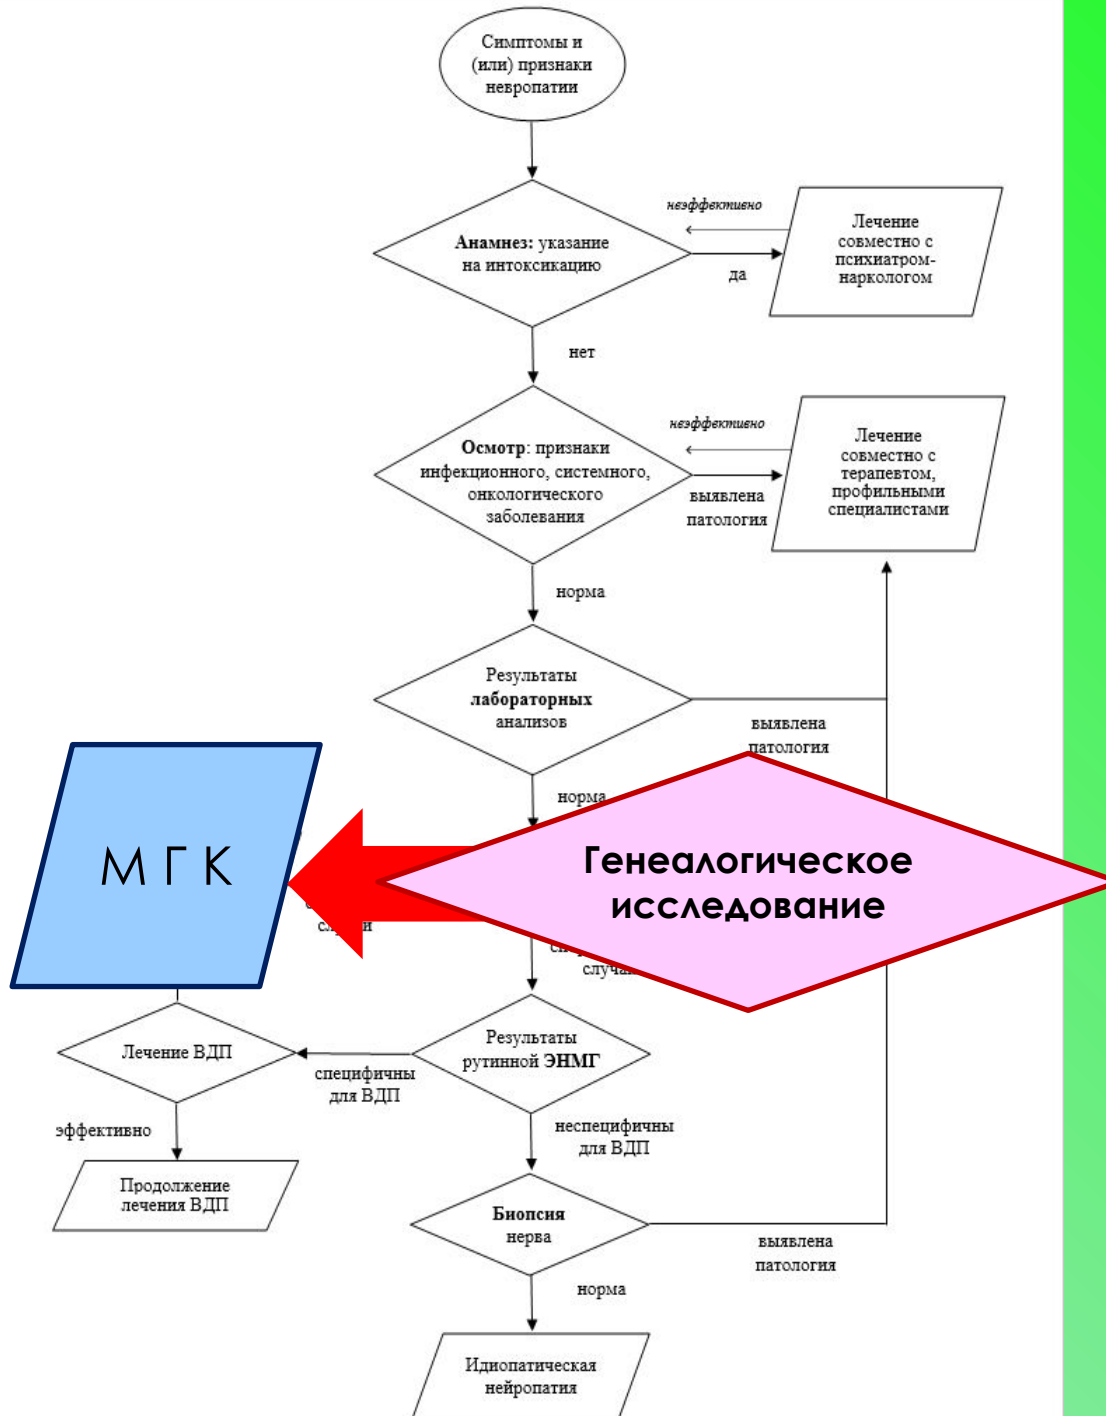 Симптомы и
(или) признаки
невропатии
неэффективно
Анамнез: указание
на интоксикацию
да
Лечение
совместно с
психиатром-
наркологом
нет
неэффективно
Осмотр: признаки
инфекционного, системного,
онкологического
заболевания
выявлена
патология
Лечение
совместно с
терапевтом,
профильными
специалистами
норма
Результаты
лабораторных
анализов
выявлена
патология
норма
МГК
Генеалогическое
исследование
Результаты
рутинной ЭНМГ
Лечение ВДП
специфичны
для ВДП
эффективно
неспецифичны
для ВДП
Продолжение
лечения ВДП
Биопсия
нерва
выявлена
патология
норма
Идиопатическая
нейропатия